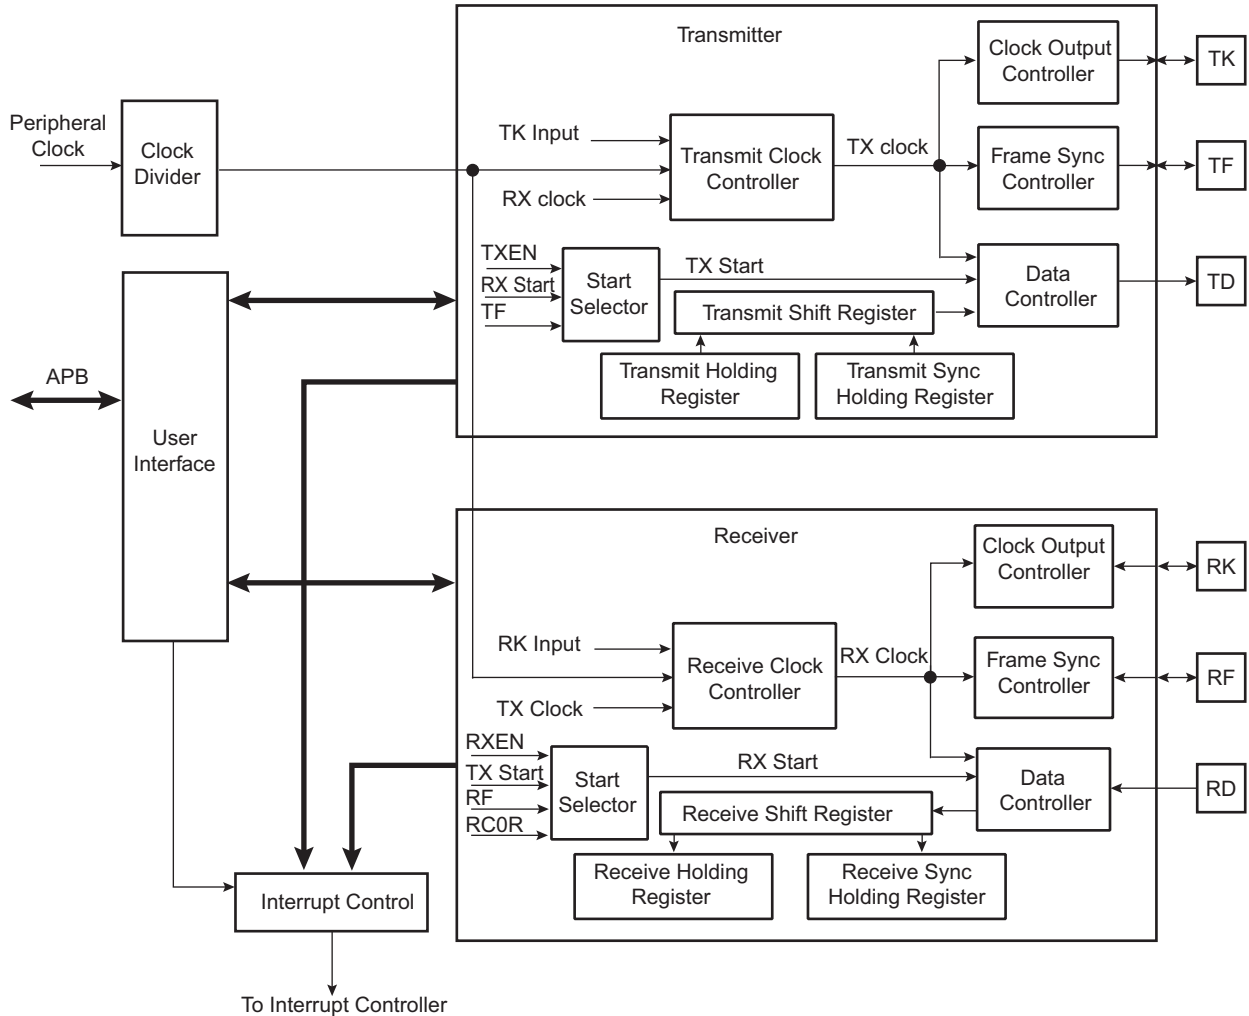 Transmitter
Clock Output
Controller
TK
Peripheral
Clock
Clock
Divider
TK Input
RX clock
Transmit Clock
Controller
TX clock
Frame Sync
Controller
TF
TXEN
RX Start
TF
Start
Selector
TX Start
Data
Controller
TD
Transmit Shift Register
Transmit Holding
Register
Transmit Sync
Holding Register
APB
User
Interface
Receiver
Clock Output
Controller
RK
RK Input
TX Clock
Receive Clock
Controller
RX Clock
Frame Sync
Controller
RF
RXEN
TX Start
RF
RC0R
Start
Selector
RX Start
Data
Controller
RD
Receive Shift Register
Receive Holding
Register
Receive Sync
Holding Register
Interrupt Control
To Interrupt Controller